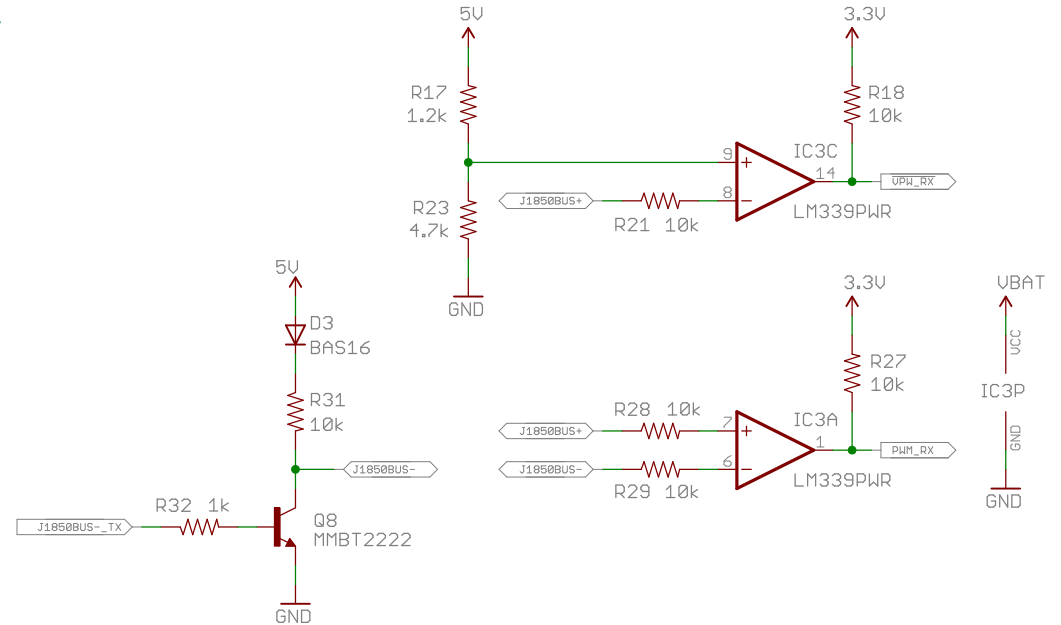 5V
3.3V
R17
1.2k
R18
10k
9
IC3C
14
V̅P̅W̅_̅R̅X̅
8
J1850BUS+
R21 10k
LM339PWR
R23
4.7k
GND
5V
D3
BAS16
R31
10k
J1850BUS-
R32 1k
J1850BUS-_TX
Q8
MMBT2222
GND
3.3V
R27
10k
R28 10k
J1850BUS+
7
IC3A
1
PWM_RX
J1850BUS-
6
R29 10k
LM339PWR
VBAT
VCC
IC3P
GND
GND